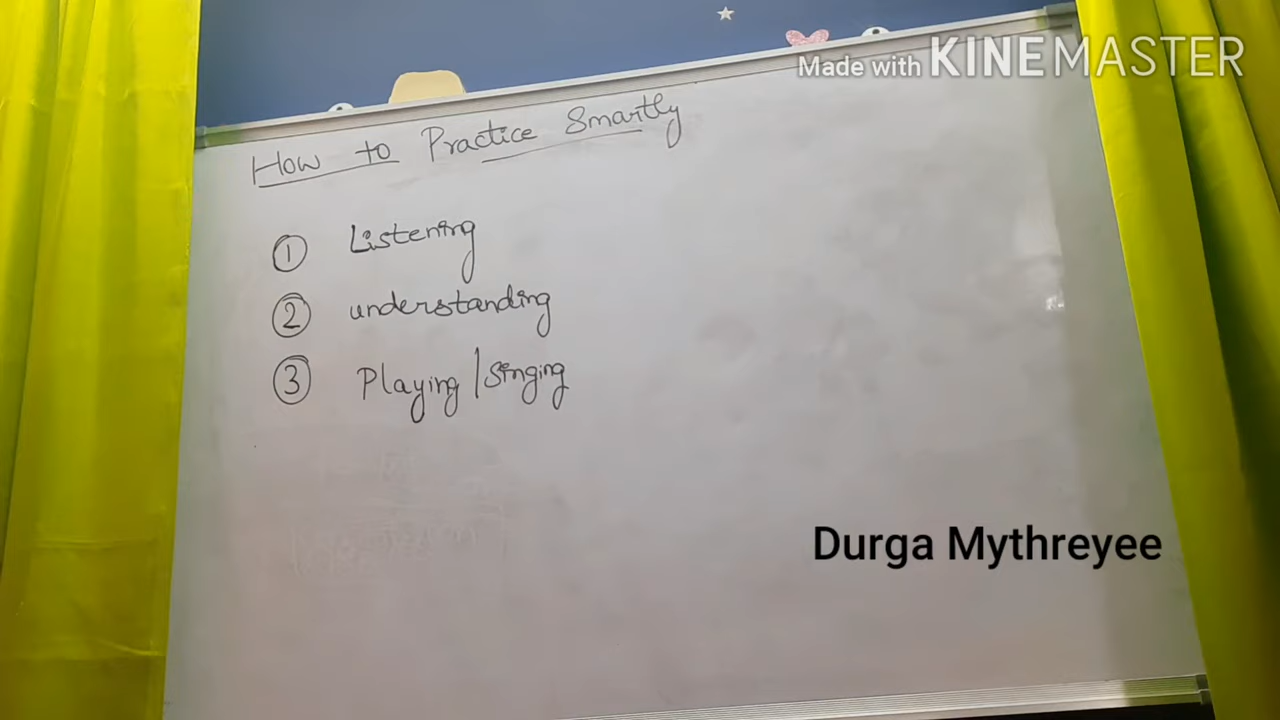 Made with KINEMASTER
How to Practice Smartly
① Listening
② understanding
③ Playing/Singing
Durga Mythreyee